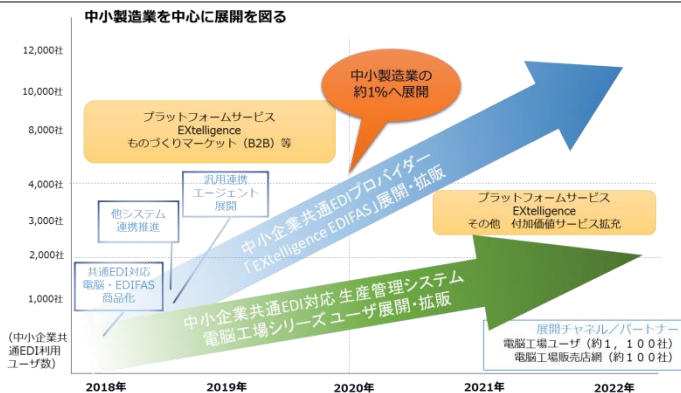 中小製造業を中心に展開を図る
12,000社
10,000社
8,000社
4,000社
3,000社
2,000社
1,000社
(中小企業共
通EDI利用
ユーザ数)
プラットフォームサービス
EXtelligence
ものづくりマーケット(B2B)等
中小製造業の
約1%へ展開
汎用連携
エージェント
展開
他システム
連携推進
共通EDI対応
電脳・EDIFAS
商品化
中小企業共通EDIプロバイダー
「EXtelligence EDIFAS」展開・拡販
プラットフォームサービス
EXtelligence
その他 付加価値サービス拡充
中小企業共通EDI対応 生産管理システム
電脳工場シリーズ ユーザ展開・拡販
展開チャネル/パートナー
電脳工場ユーザ(約1,100社)
電脳工場販売店網(約100社)
2018年
2019年
2020年
2021年
2022年